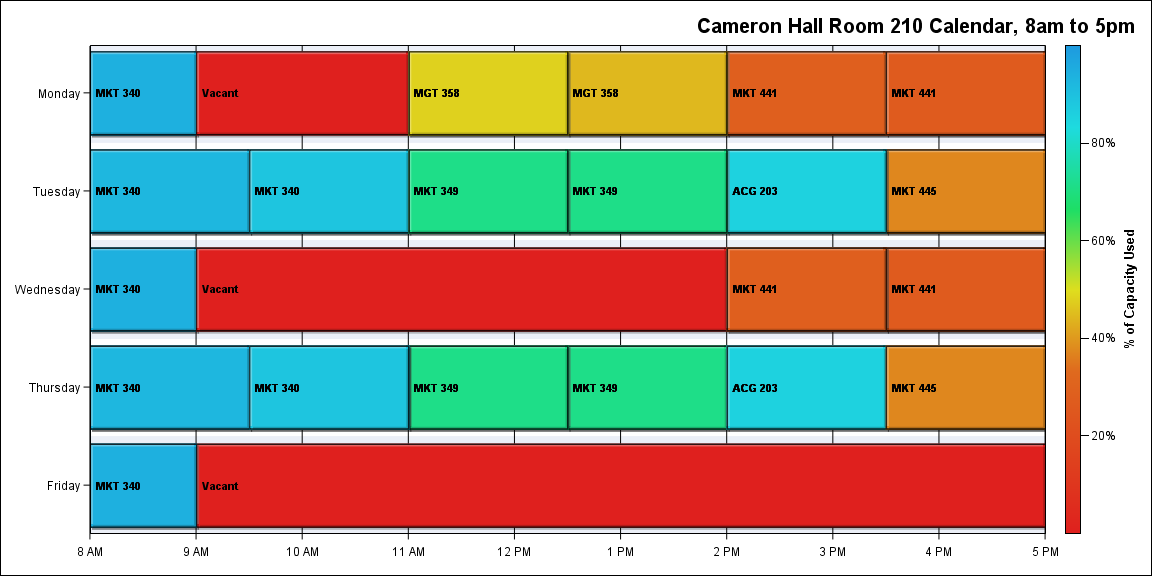 Cameron Hall Room 210 Calendar, 8am to 5pm
Monday
MKT 340
Vacant
MGT 358
MGT 358
MKT 441
MKT 441
Tuesday
MKT 340
MKT 340
MKT 349
MKT 349
ACG 203
MKT 445
Wednesday
MKT 340
Vacant
MKT 441
MKT 441
Thursday
MKT 340
MKT 340
MKT 349
MKT 349
ACG 203
MKT 445
Friday
MKT 340
Vacant
8 AM
9 AM
10 AM
11 AM
12 PM
1 PM
2 PM
3 PM
4 PM
5 PM
80%
60%
40%
20%
% of Capacity Used